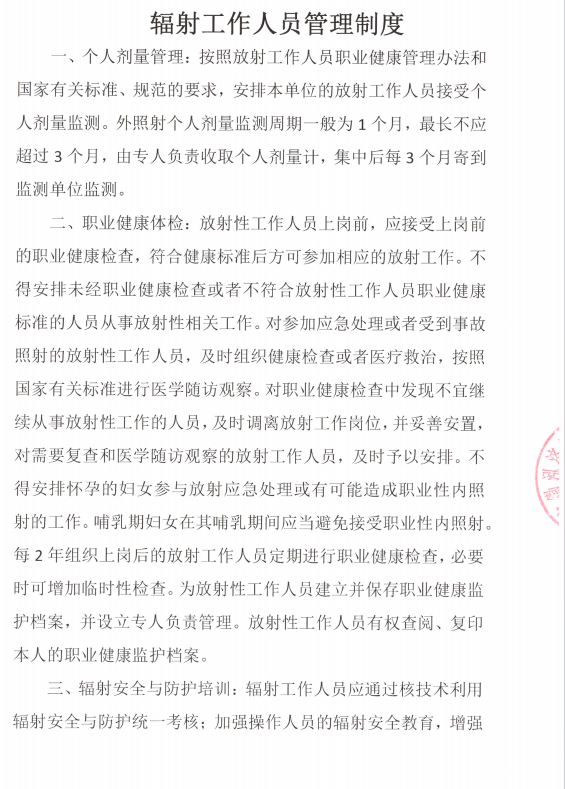 辐射工作人员管理制度
一、个人剂量管理：按照放射工作人员职业健康管理办法和
国家有关标准、规范的要求，安排本单位的放射工作人员接受个
人剂量监测。外照射个人剂量监测周期一般为 1 个月，最长不应
超过 3 个月，由专人负责收取个人剂量计，集中后每 3 个月寄到
监测单位监测。
二、职业健康体检：放射性工作人员上岗前，应接受上岗前
的职业健康检查，符合健康标准后方可参加相应的放射工作。不
得安排未经职业健康检查或者不符合放射性工作人员职业健康
标准的人员从事放射性相关工作。对参加应急处理或者受到事故
照射的放射性工作人员，及时组织健康检查或者医疗救治，按照
国家有关标准进行医学随访观察。对职业健康检查中发现不宜继
续从事放射性工作的人员，及时调离放射工作岗位，并妥善安置，
对需要复查和医学随访观察的放射工作人员，及时予以安排。不
得安排怀孕的妇女参与放射应急处理或有可能造成职业性内照
射的工作。哺乳期妇女在其哺乳期间应当避免接受职业性内照射。
每 2 年组织上岗后的放射工作人员定期进行职业健康检查，必要
时可增加临时性检查。为放射性工作人员建立并保存职业健康监
护档案，并设立专人负责管理。放射性工作人员有权查阅、复印
本人的职业健康监护档案。
三、辐射安全与防护培训：辐射工作人员应通过核技术利用
辐射安全与防护统一考核；加强操作人员的辐射安全教育，增强